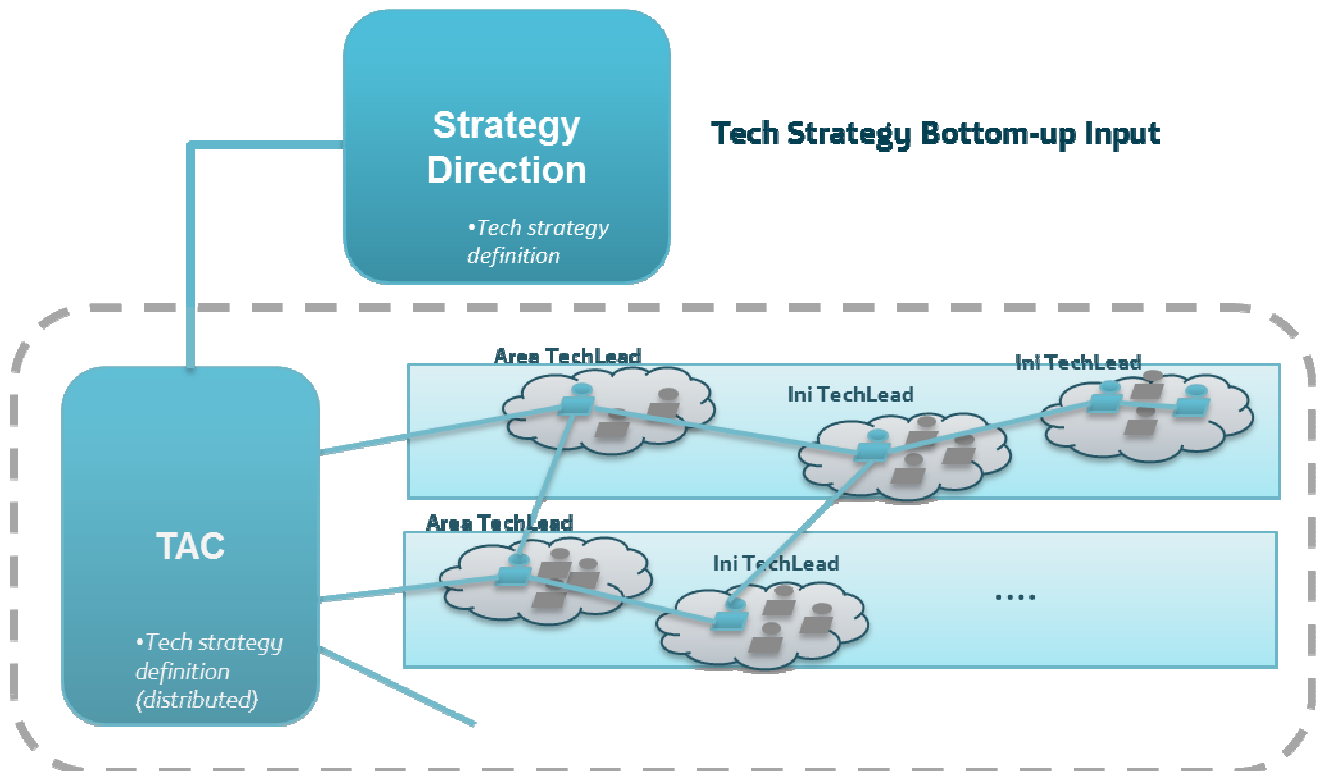 Strategy
Direction
•Tech strategy
definition
Tech Strategy Bottom-up Input
Area TechLead
Ini TechLead
Ini TechLead
TAC
•Tech strategy
definition
(distributed)
Area TechLead
Ini TechLead
....